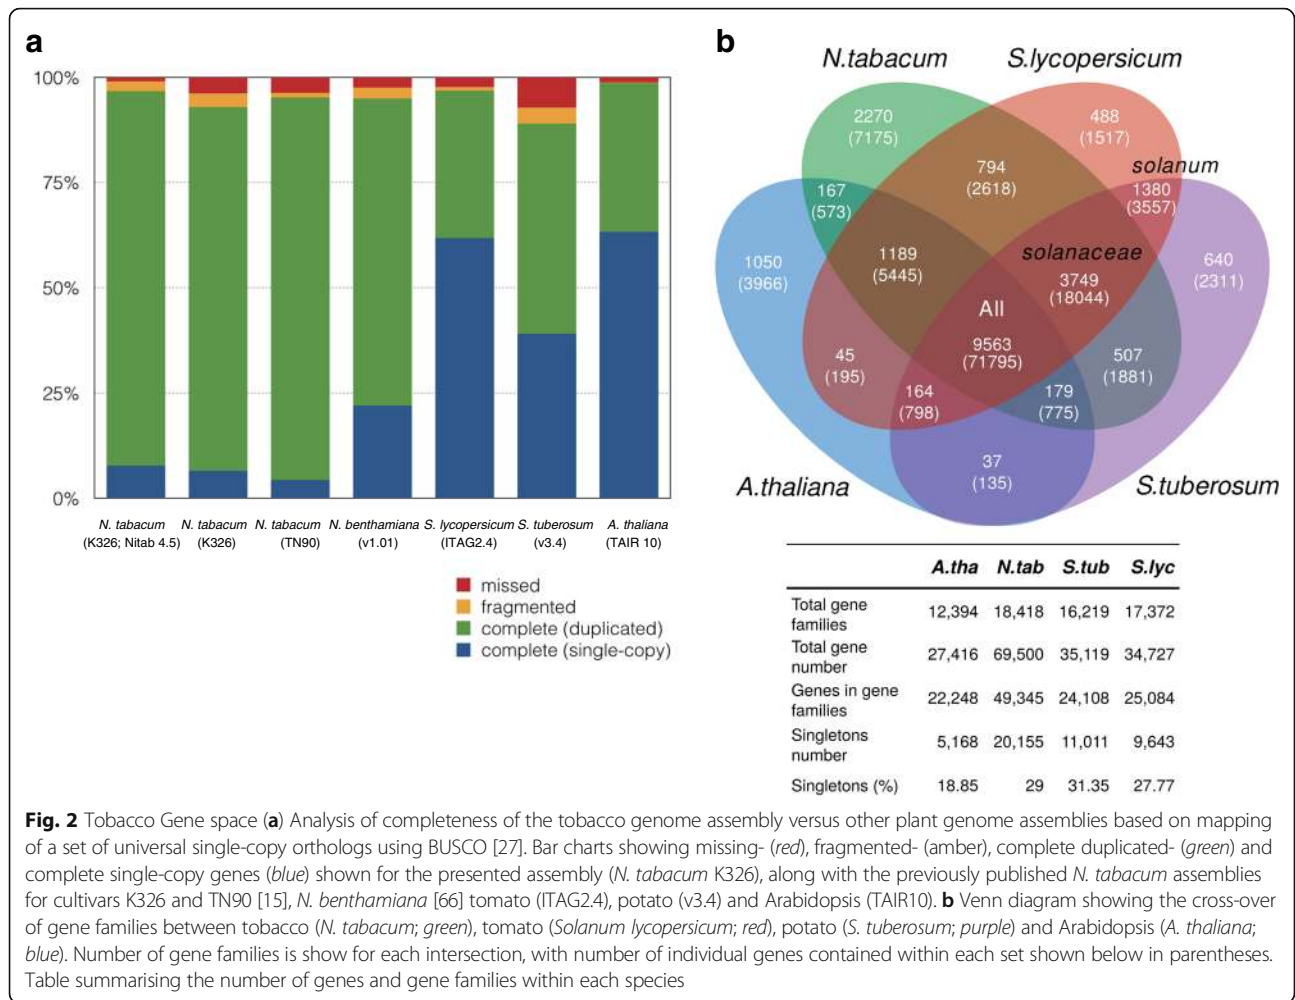 a
100%
75%
50%
25%
0%
N. tabacum
(K326; Nitab 4.5)
N. tabacum
(K326)
N. tabacum
(TN90)
N. benthamiana
(v1.01)
S. lycopersicum
(ITAG2.4)
S. tuberosum
(v3.4)
A. thaliana
(TAIR 10)
missed
fragmented
complete (duplicated)
complete (single-copy)
b
N.tabacum
S.lycopersicum
2270
(7175)
488
(1517)
794
(2618)
solanum
1380
(3557)
167
(573)
1189
(5445)
solanaceae
3749
(18044)
1050
(3966)
640
(2311)
All
9563
(71795)
45
(195)
507
(1881)
164
(798)
179
(775)
37
(135)
A.thaliana
S.tuberosum
A.tha N.tab S.tub S.lyc
Total gene
families 12,394 18,418 16,219 17,372
Total gene
number 27,416 69,500 35,119 34,727
Genes in gene
families 22,248 49,345 24,108 25,084
Singletons
number 5,168 20,155 11,011 9,643
Singletons (%) 18.85 29 31.35 27.77
Fig. 2 Tobacco Gene space (a) Analysis of completeness of the tobacco genome assembly versus other plant genome assemblies based on mapping
of a set of universal single-copy orthologs using BUSCO [27]. Bar charts showing missing- (red), fragmented- (amber), complete duplicated- (green) and
complete single-copy genes (blue) shown for the presented assembly (N. tabacum K326), along with the previously published N. tabacum assemblies
for cultivars K326 and TN90 [15], N. benthamiana [66] tomato (ITAG2.4), potato (v3.4) and Arabidopsis (TAIR10). b Venn diagram showing the cross-over
of gene families between tobacco (N. tabacum; green), tomato (Solanum lycopersicum; red), potato (S. tuberosum; purple) and Arabidopsis (A. thaliana;
blue). Number of gene families is show for each intersection, with number of individual genes contained within each set shown below in parentheses.
Table summarising the number of genes and gene families within each species